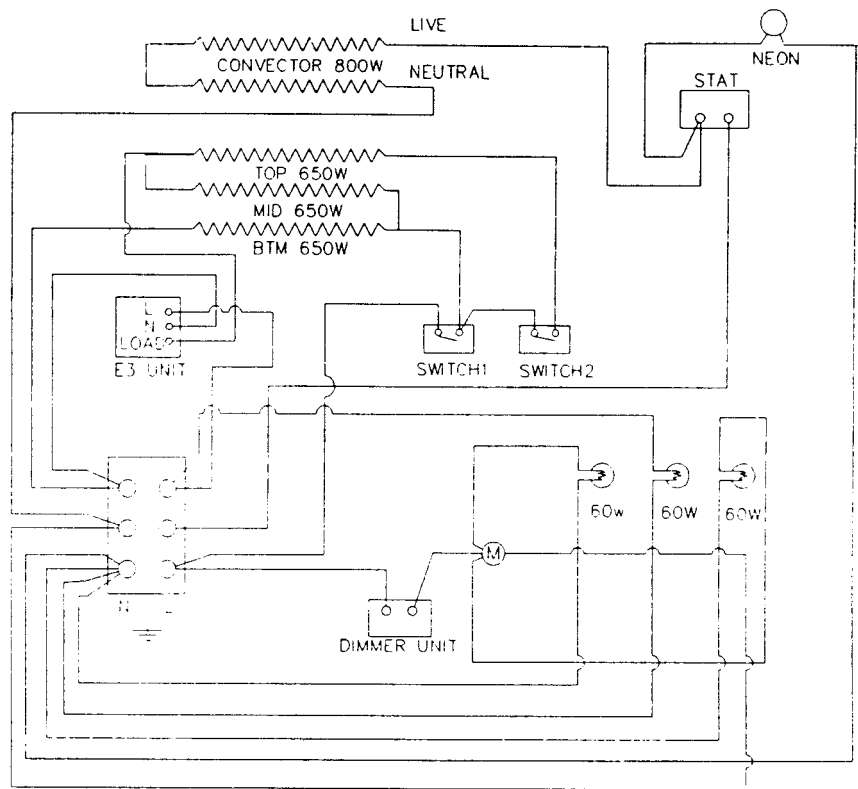 LIVE
CONVECTOR 800W
NEUTRAL
NEON
STAT
TOP 650W
MID 650W
BTM 650W
L
N
LOAD
E3 UNIT
SWITCH1
SWITCH2
60w
60W
60W
M
N L
DIMMER UNIT